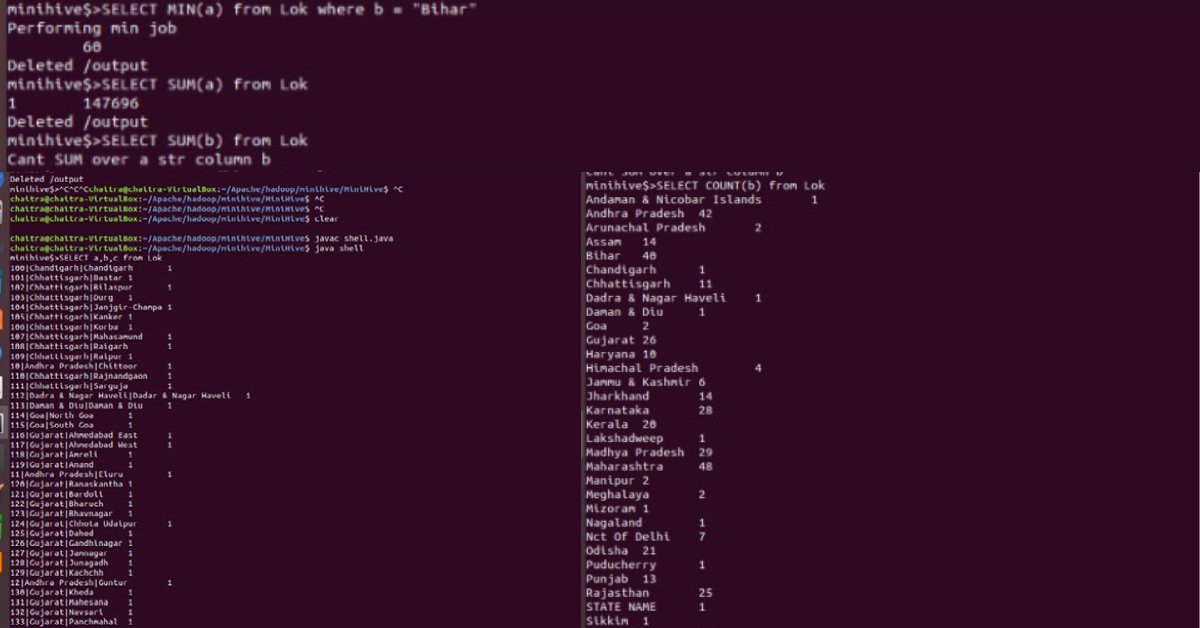 minihive$>SELECT MIN(a) from Lok where b = "Bihar"
Performing min job
60
Deleted /output
minihive$>SELECT SUM(a) from Lok
1 147696
Deleted /output
minihive$>SELECT SUM(b) from Lok
Cant SUM over a str column b
Deleted /output
minihive$>^C^C^Cchaitra@chaitra-VirtualBox:~/Apache/hadoop/minihive/MiniHive$ ^C
chaitra@chaitra-VirtualBox:~/Apache/hadoop/minihive/MiniHive$ ^C
chaitra@chaitra-VirtualBox:~/Apache/hadoop/minihive/MiniHive$ ^C
chaitra@chaitra-VirtualBox:~/Apache/hadoop/minihive/MiniHive$ clear
chaitra@chaitra-VirtualBox:~/Apache/hadoop/minihive/MiniHive$ javac shell.java
chaitra@chaitra-VirtualBox:~/Apache/hadoop/minihive/MiniHive$ java shell
minihive$>SELECT a,b,c from Lok
100|Chandigarh|Chandigarh 1
101|Chhattisgarh|Bastar 1
102|Chhattisgarh|Bilaspur 1
103|Chhattisgarh|Durg 1
104|Chhattisgarh|Janjgir-Champa 1
105|Chhattisgarh|Kanker 1
106|Chhattisgarh|Korba 1
107|Chhattisgarh|Mahasamund 1
108|Chhattisgarh|Raigarh 1
109|Chhattisgarh|Raipur 1
10|Andhra Pradesh|Chittoor 1
110|Chhattisgarh|Rajnandgaon 1
111|Chhattisgarh|Sarguja 1
112|Dadra & Nagar Haveli|Dadar & Nagar Haveli 1
113|Daman & Diu|Daman & Diu 1
114|Goa|North Goa 1
115|Goa|South Goa 1
116|Gujarat|Ahmedabad East 1
117|Gujarat|Ahmedabad West 1
118|Gujarat|Amreli 1
119|Gujarat|Anand 1
11|Andhra Pradesh|Eluru 1
120|Gujarat|Banaskantha 1
121|Gujarat|Bardoli 1
122|Gujarat|Bharuch 1
123|Gujarat|Bhavnagar 1
124|Gujarat|Chhota Udaipur 1
125|Gujarat|Dahod 1
126|Gujarat|Gandhinagar 1
127|Gujarat|Jamnagar 1
128|Gujarat|Junagadh 1
129|Gujarat|Kachchh 1
12|Andhra Pradesh|Guntur 1
130|Gujarat|Kheda 1
131|Gujarat|Mahesana 1
132|Gujarat|Navsari 1
133|Gujarat|Panchmahal 1
Cant SUM over a str column b
minihive$>SELECT COUNT(b) from Lok
Andaman & Nicobar Islands 1
Andhra Pradesh 42
Arunachal Pradesh 2
Assam 14
Bihar 40
Chandigarh 1
Chhattisgarh 11
Dadra & Nagar Haveli 1
Daman & Diu 1
Goa 2
Gujarat 26
Haryana 10
Himachal Pradesh 4
Jammu & Kashmir 6
Jharkhand 14
Karnataka 28
Kerala 20
Lakshadweep 1
Madhya Pradesh 29
Maharashtra 48
Manipur 2
Meghalaya 2
Mizoram 1
Nagaland 1
Nct Of Delhi 7
Odisha 21
Puducherry 1
Punjab 13
Rajasthan 25
STATE NAME 1
Sikkim 1